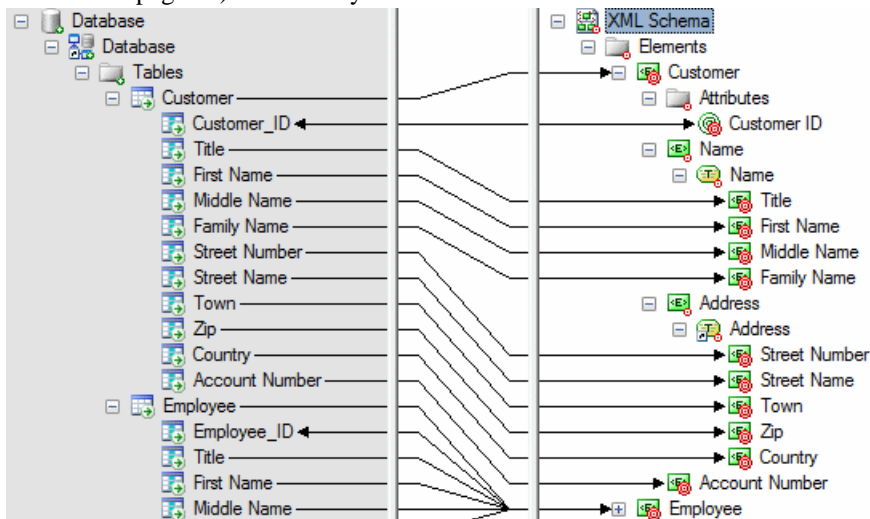 Database
Database
Tables
Customer
Customer_ID
Title
First Name
Middle Name
Family Name
Street Number
Street Name
Town
Zip
Country
Account Number
Employee
Employee_ID
Title
First Name
Middle Name
XML Schema
Elements
Customer
Attributes
Customer ID
Name
Name
Title
First Name
Middle Name
Family Name
Address
Address
Street Number
Street Name
Town
Zip
Country
Account Number
Employee